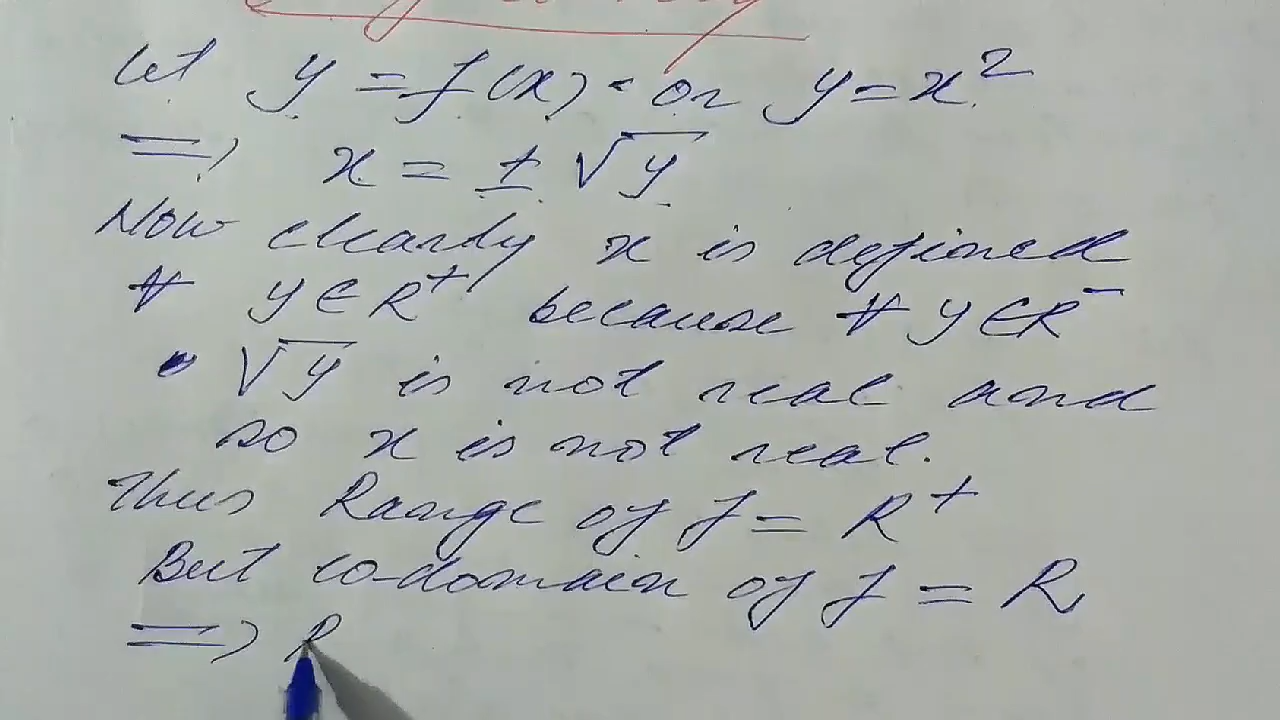 Let y = f(x) or y = x²
⇒ x = ± √y
Now clearly x is defined
∀ y ∈ R⁺ because ∀ y ∈ R⁻
√y is not real and
so x is not real.
Thus Range of f = R⁺
But co-domain of f = R
⇒ R